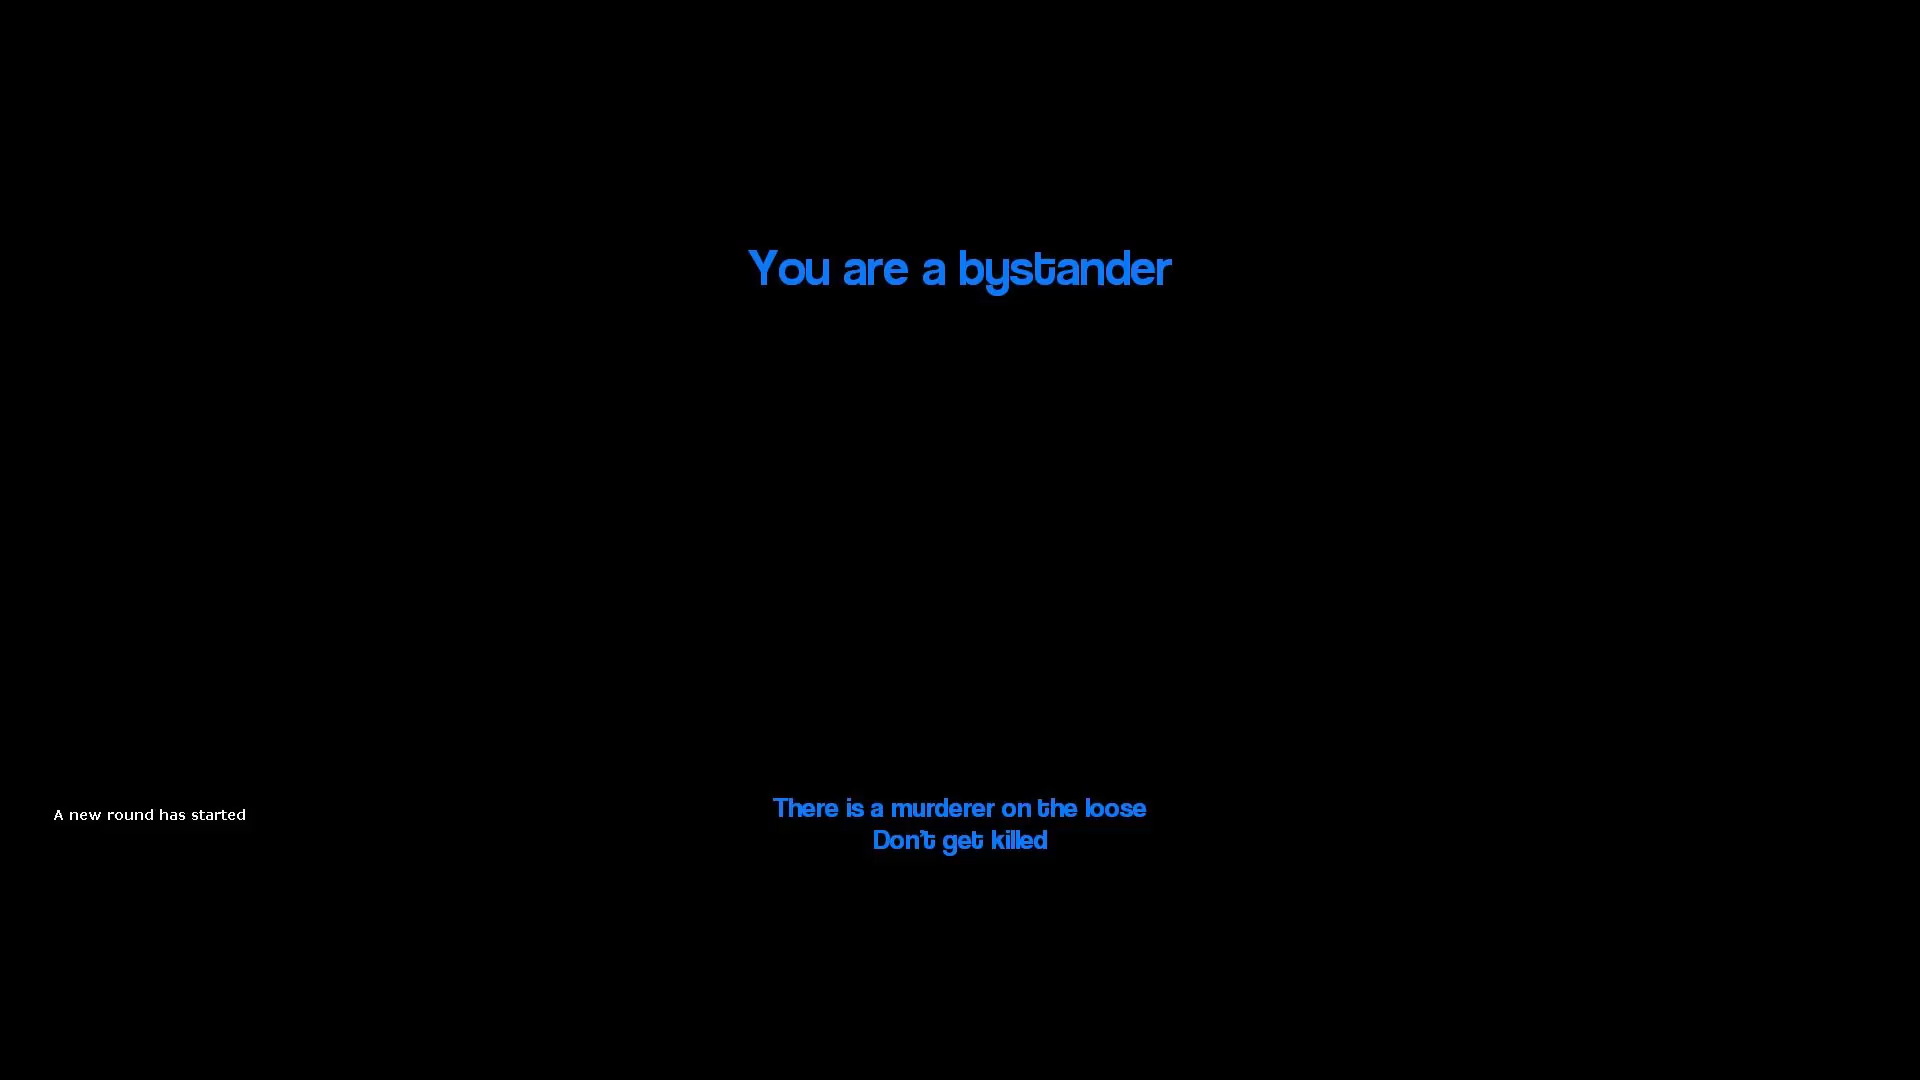 You are a bystander
A new round has started
There is a murderer on the loose
Don't get killed